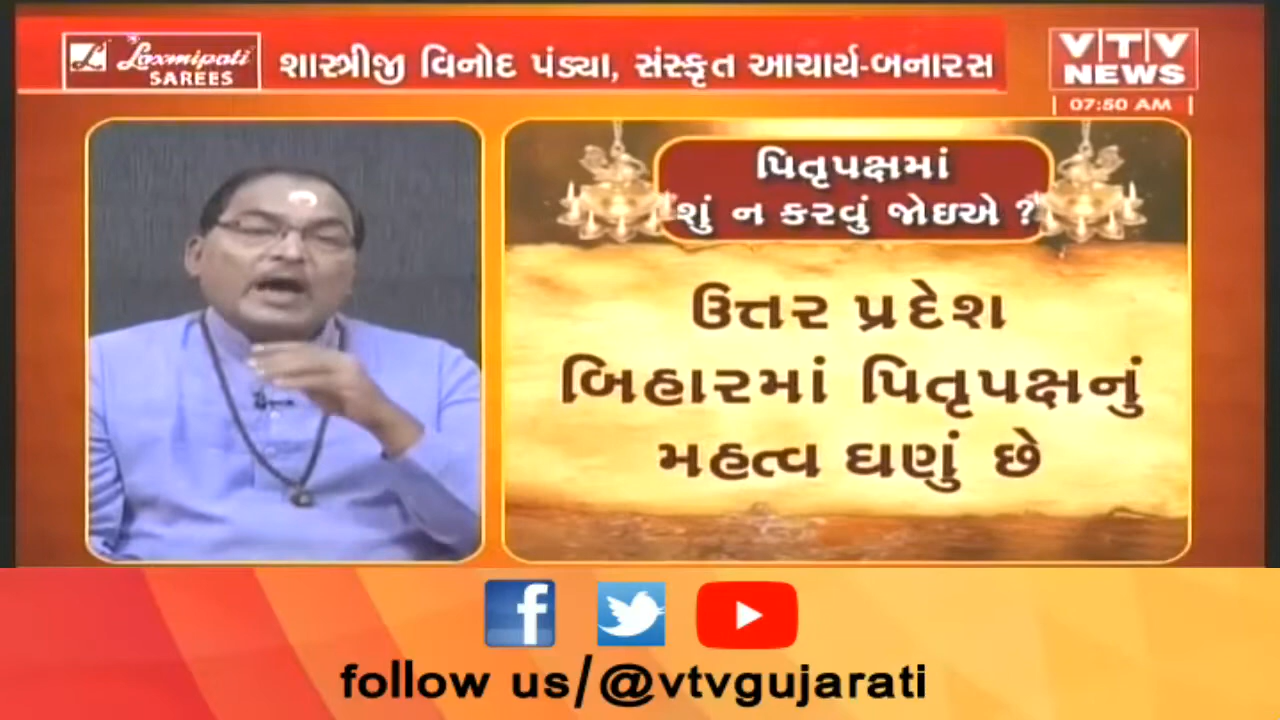 Laxmipati
SAREES
શાસ્ત્રીજી વિનોદ પંડ્યા, સંસ્કૃત આચાર્ય-બનારસ
VTV
NEWS
07:50 AM
પિતૃપક્ષમાં
શું ન કરવું જોઇએ ?
ઉત્તર પ્રદેશ
બિહારમાં પિતૃપક્ષનું
મહત્વ ઘણું છે
follow us/@vtvgujarati